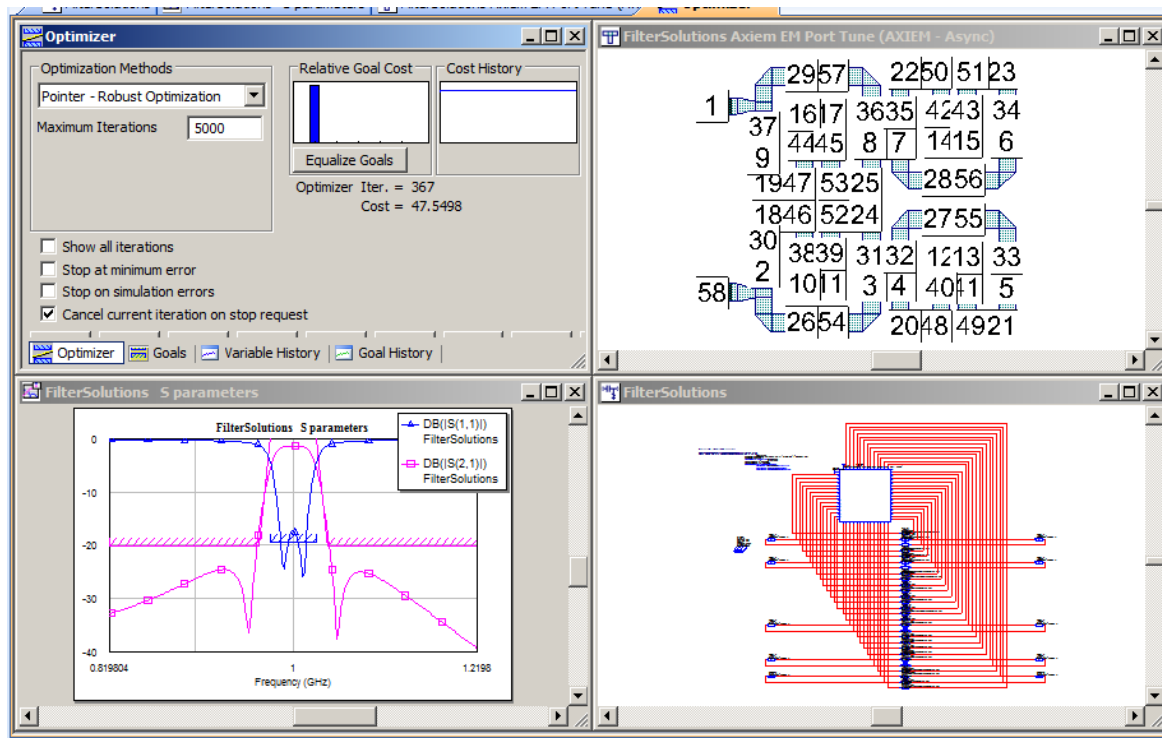 Optimizer
Optimization Methods
Pointer - Robust Optimization
Maximum Iterations 5000
Relative Goal Cost
Cost History
Equalize Goals
Optimizer Iter. = 367
Cost = 47.5498
Show all iterations
Stop at minimum error
Stop on simulation errors
Cancel current iteration on stop request
Optimizer Goals Variable History Goal History
FilterSolutions Axiem EM Port Tune (AXIEM - Async)
29 57 22 50 51 23
1 16 17 36 35 42 43 34
37 44 45 8 7 14 15 6
9
19 47 53 25 28 56
18 46 52 24 27 55
30 38 39 31 32 12 13 33
2 10 11 3 4 40 41 5
58 26 54 20 48 49 21
FilterSolutions S parameters
FilterSolutions S parameters
DB(|S(1,1)|)
FilterSolutions
DB(|S(2,1)|)
FilterSolutions
0
-10
-20
-30
-40
0.819804 1 1.2198
Frequency (GHz)
FilterSolutions